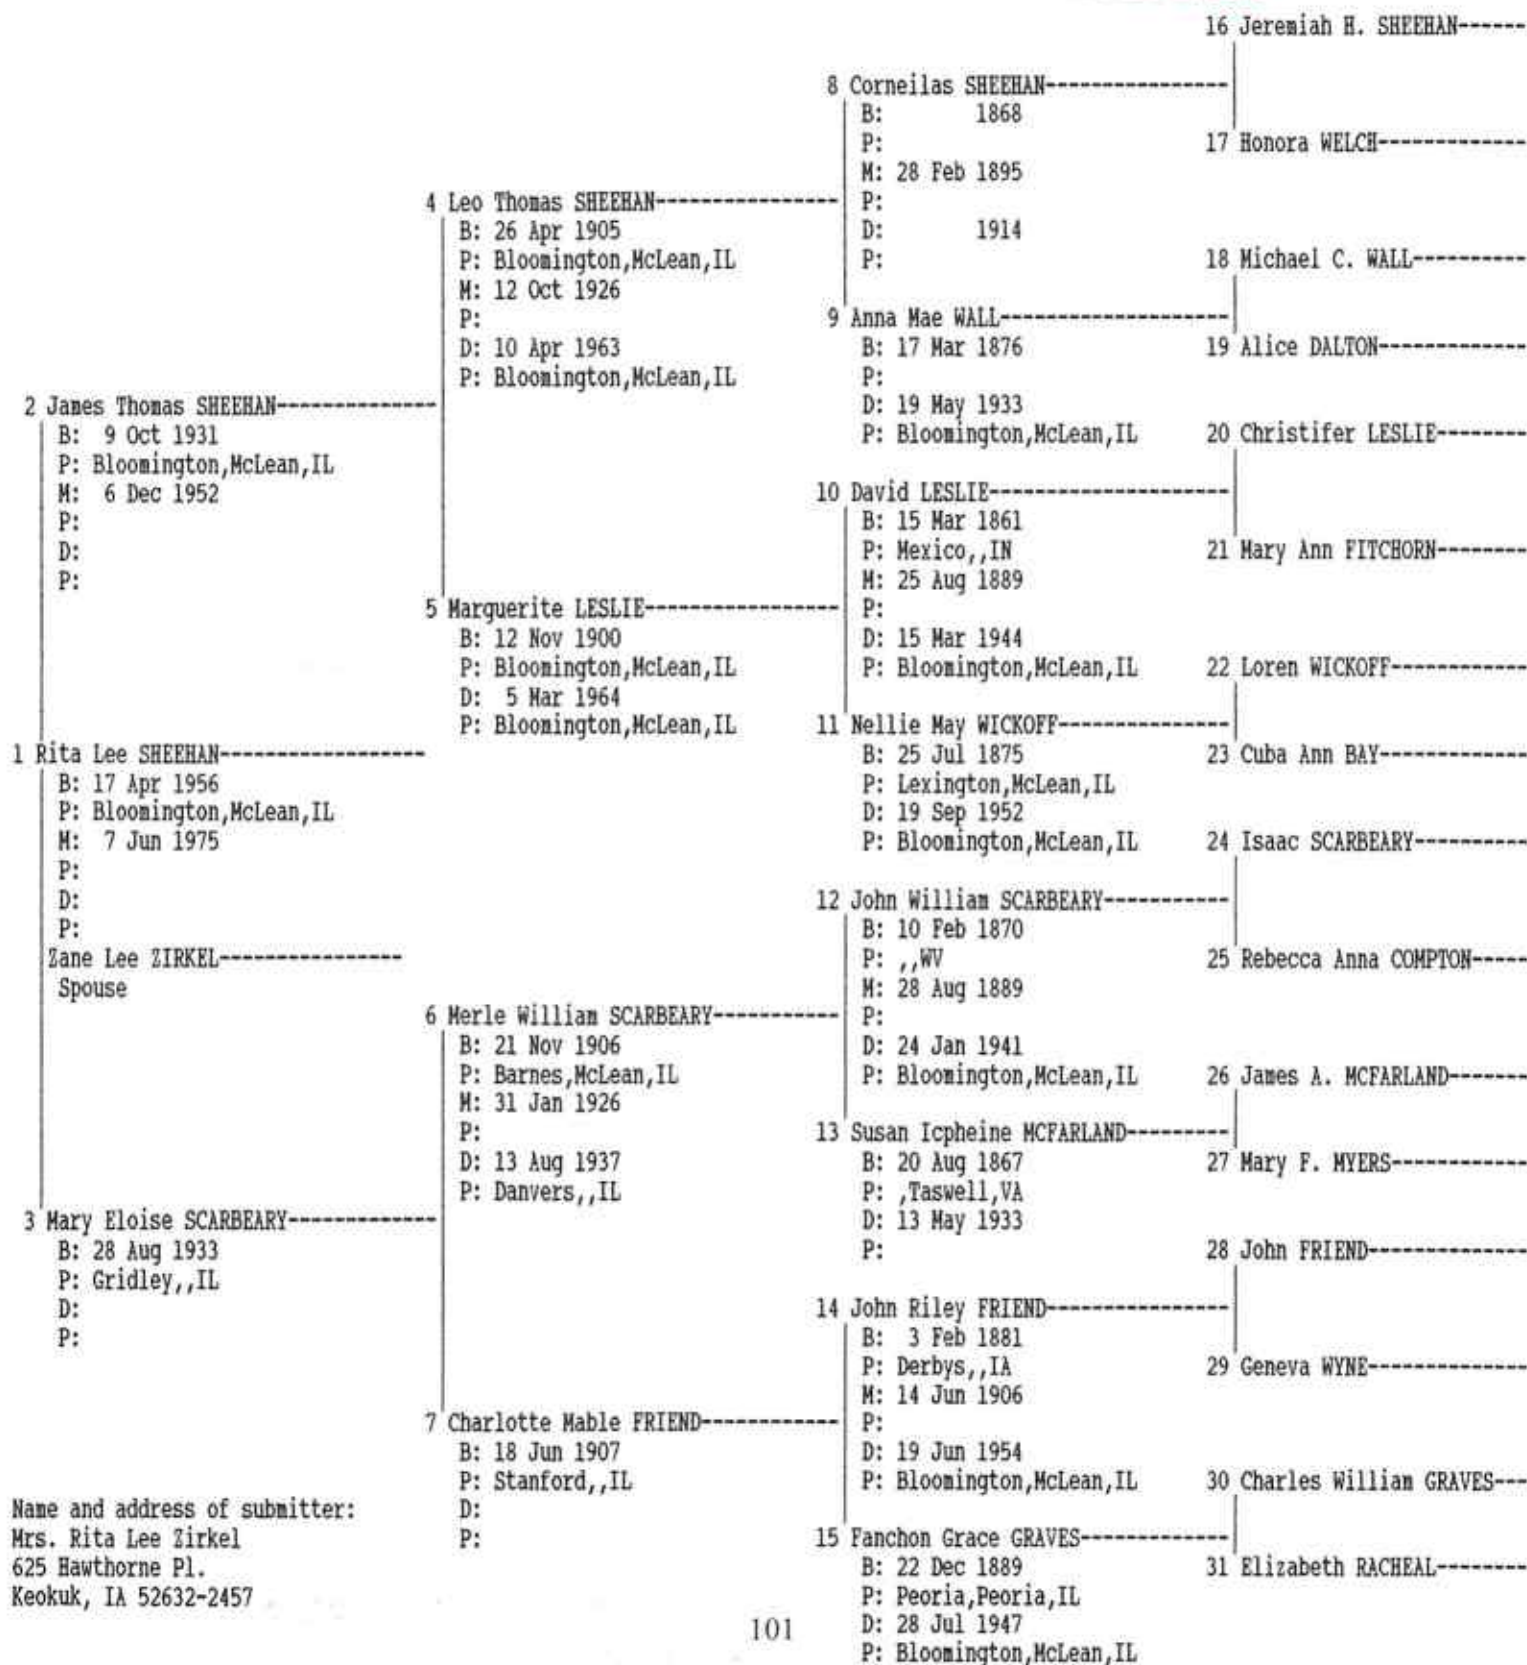 16 Jeremiah H. SHEEHAN------
8 Corneilas SHEEHAN----------------
B: 1868
P:
17 Honora WELCH-------------
M: 28 Feb 1895
4 Leo Thomas SHEEHAN----------------
P:
B: 26 Apr 1905
D: 1914
P: Bloomington,McLean,IL
P:
18 Michael C. WALL----------
M: 12 Oct 1926
P:
9 Anna Mae WALL--------------------
D: 10 Apr 1963
B: 17 Mar 1876
19 Alice DALTON-------------
P: Bloomington,McLean,IL
P:
2 James Thomas SHEEHAN--------------
D: 19 May 1933
B: 9 Oct 1931
P: Bloomington,McLean,IL
20 Christifer LESLIE--------
P: Bloomington,McLean,IL
M: 6 Dec 1952
10 David LESLIE---------------------
P:
B: 15 Mar 1861
D:
P: Mexico,,IN
21 Mary Ann FITCHORN--------
P:
M: 25 Aug 1889
5 Marguerite LESLIE-----------------
P:
B: 12 Nov 1900
D: 15 Mar 1944
P: Bloomington,McLean,IL
P: Bloomington,McLean,IL
22 Loren WICKOFF------------
D: 5 Mar 1964
P: Bloomington,McLean,IL
11 Nellie May WICKOFF---------------
1 Rita Lee SHEEHAN------------------
B: 25 Jul 1875
23 Cuba Ann BAY-------------
B: 17 Apr 1956
P: Lexington,McLean,IL
P: Bloomington,McLean,IL
D: 19 Sep 1952
M: 7 Jun 1975
P: Bloomington,McLean,IL
24 Isaac SCARBEARY----------
P:
D:
12 John William SCARBEARY-----------
P:
B: 10 Feb 1870
Zane Lee ZIRKEL----------------
P: ,,WV
25 Rebecca Anna COMPTON-----
Spouse
M: 28 Aug 1889
6 Merle William SCARBEARY-----------
P:
B: 21 Nov 1906
D: 24 Jan 1941
P: Barnes,McLean,IL
P: Bloomington,McLean,IL
26 James A. MCFARLAND-------
M: 31 Jan 1926
P:
13 Susan Icpheine MCFARLAND---------
D: 13 Aug 1937
B: 20 Aug 1867
27 Mary F. MYERS------------
P: Danvers,,IL
P: ,Taswell,VA
3 Mary Eloise SCARBEARY-------------
D: 13 May 1933
B: 28 Aug 1933
P:
28 John FRIEND--------------
P: Gridley,,IL
D:
14 John Riley FRIEND----------------
P:
B: 3 Feb 1881
P: Derbys,,IA
29 Geneva WYNE--------------
M: 14 Jun 1906
7 Charlotte Mable FRIEND------------
P:
B: 18 Jun 1907
D: 19 Jun 1954
P: Stanford,,IL
P: Bloomington,McLean,IL
30 Charles William GRAVES---
D:
P:
Name and address of submitter:
Mrs. Rita Lee Zirkel
625 Hawthorne Pl.
Keokuk, IA 52632-2457
15 Fanchon Grace GRAVES-------------
B: 22 Dec 1889
31 Elizabeth RACHEAL--------
P: Peoria,Peoria,IL
D: 28 Jul 1947
P: Bloomington,McLean,IL
101